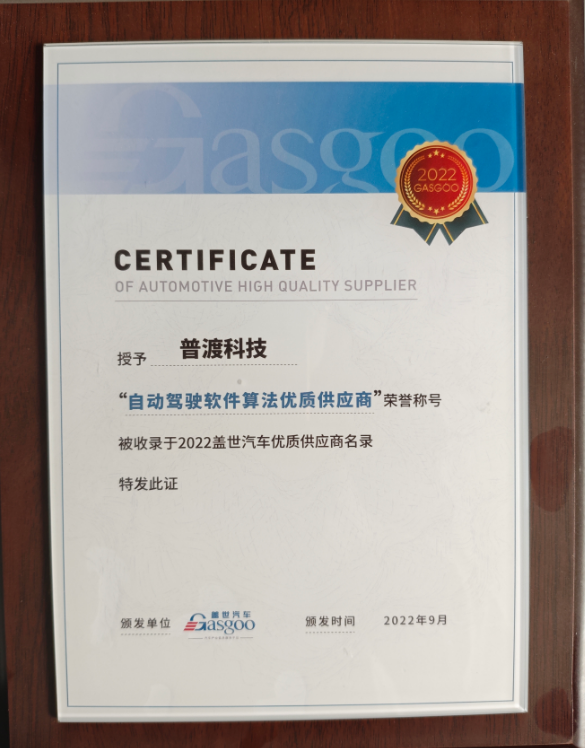 Gasgoo
2022
GASGOO
CERTIFICATE
OF AUTOMOTIVE HIGH QUALITY SUPPLIER
授予 普渡科技
“自动驾驶软件算法优质供应商”荣誉称号
被收录于2022盖世汽车优质供应商名录
特发此证
颁发单位 盖世汽车 Gasgoo 颁发时间 2022年9月